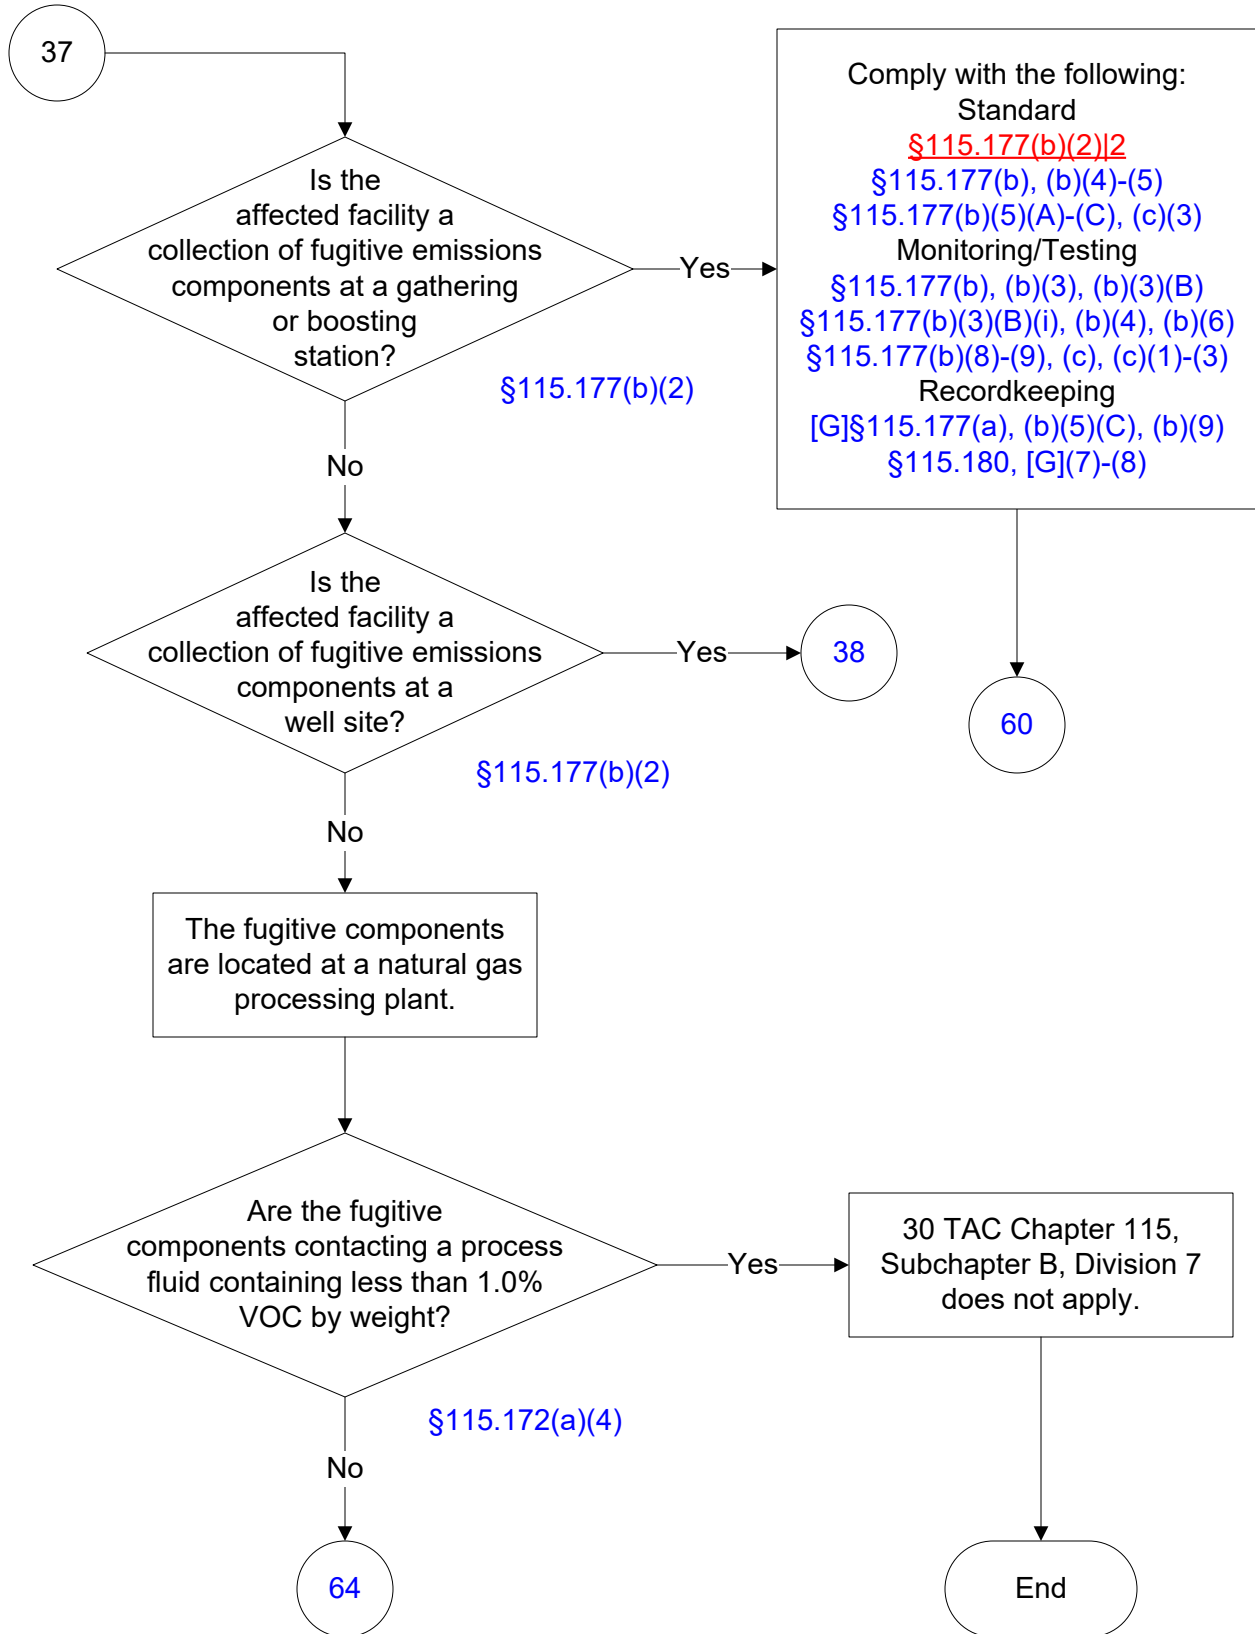 37
Is the
affected facility a
collection of fugitive emissions
components at a gathering
or boosting
station?
Yes
§115.177(b)(2)
No
Comply with the following:
Standard
§115.177(b)(2)|2
§115.177(b), (b)(4)-(5)
§115.177(b)(5)(A)-(C), (c)(3)
Monitoring/Testing
§115.177(b), (b)(3), (b)(3)(B)
§115.177(b)(3)(B)(i), (b)(4), (b)(6)
§115.177(b)(8)-(9), (c), (c)(1)-(3)
Recordkeeping
[G]§115.177(a), (b)(5)(C), (b)(9)
§115.180, [G](7)-(8)
60
Is the
affected facility a
collection of fugitive emissions
components at a
well site?
Yes
38
§115.177(b)(2)
No
The fugitive components
are located at a natural gas
processing plant.
Are the fugitive
components contacting a process
fluid containing less than 1.0%
VOC by weight?
Yes
30 TAC Chapter 115,
Subchapter B, Division 7
does not apply.
§115.172(a)(4)
No
64
End